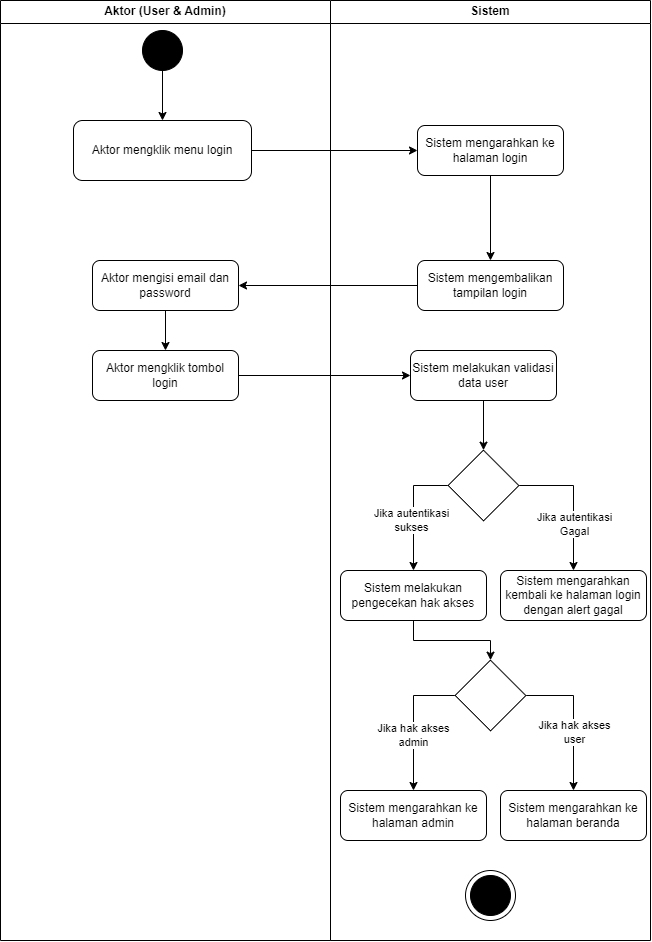 Aktor (User & Admin)
Sistem
Aktor mengklik menu login
Sistem mengarahkan ke
halaman login
Aktor mengisi email dan
password
Sistem mengembalikan
tampilan login
Aktor mengklik tombol
login
Sistem melakukan validasi
data user
Jika autentikasi
sukses
Jika autentikasi
Gagal
Sistem melakukan
pengecekan hak akses
Sistem mengarahkan
kembali ke halaman login
dengan alert gagal
Jika hak akses
admin
Jika hak akses
user
Sistem mengarahkan ke
halaman admin
Sistem mengarahkan ke
halaman beranda